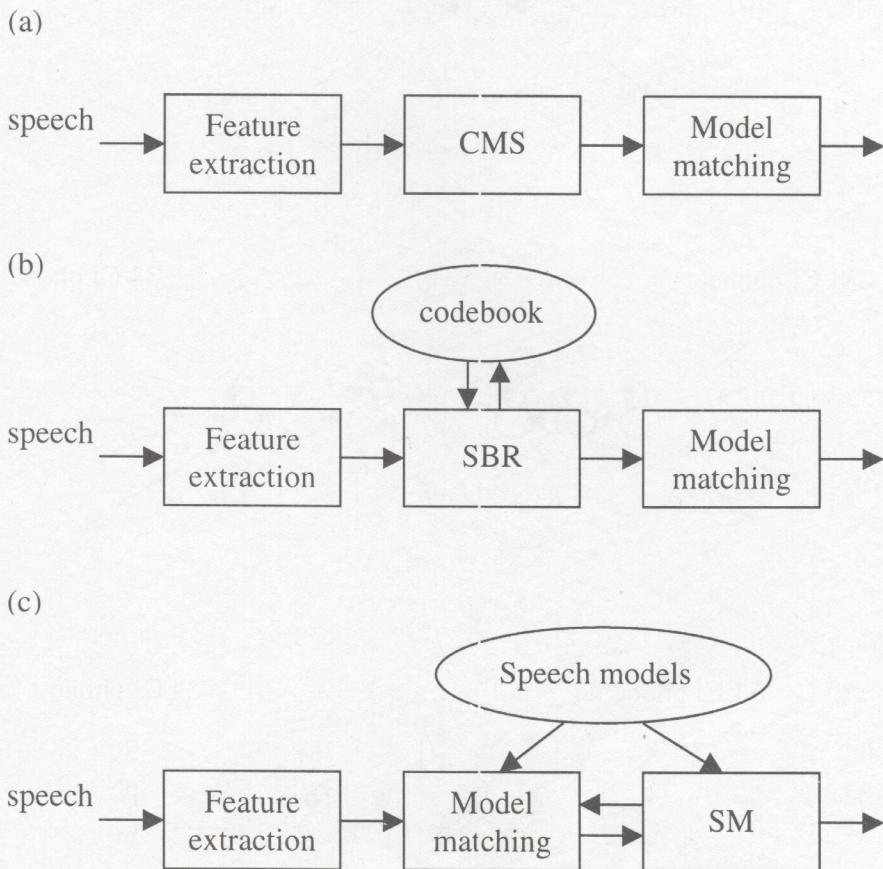 (a)
speech
Feature
extraction
CMS
Model
matching
(b)
codebook
speech
Feature
extraction
SBR
Model
matching
(c)
Speech models
speech
Feature
extraction
Model
matching
SM